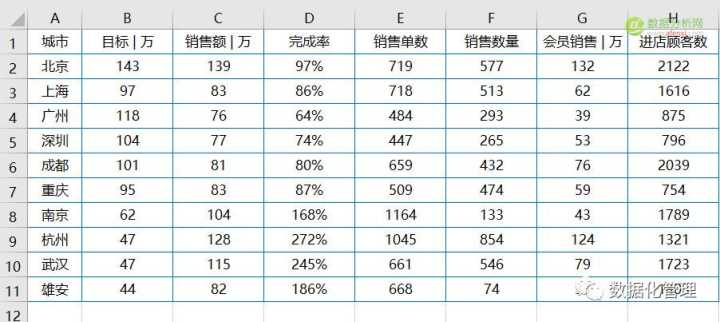 数据分析网
A B C D E F G H
1 城市 目标 | 万 销售额 | 万 完成率 销售单数 销售数量 会员销售 | 万 进店顾客数
2 北京 143 139 97% 719 577 132 2122
3 上海 97 83 86% 718 513 62 1616
4 广州 118 76 64% 484 293 39 875
5 深圳 104 77 74% 447 265 53 796
6 成都 101 81 80% 659 432 76 2039
7 重庆 95 83 87% 509 474 59 754
8 南京 62 104 168% 1164 133 43 1789
9 杭州 47 128 272% 1045 854 124 1321
10 武汉 47 115 245% 661 546 79 1723
11 雄安 44 82 186% 668 74
数据化管理
12